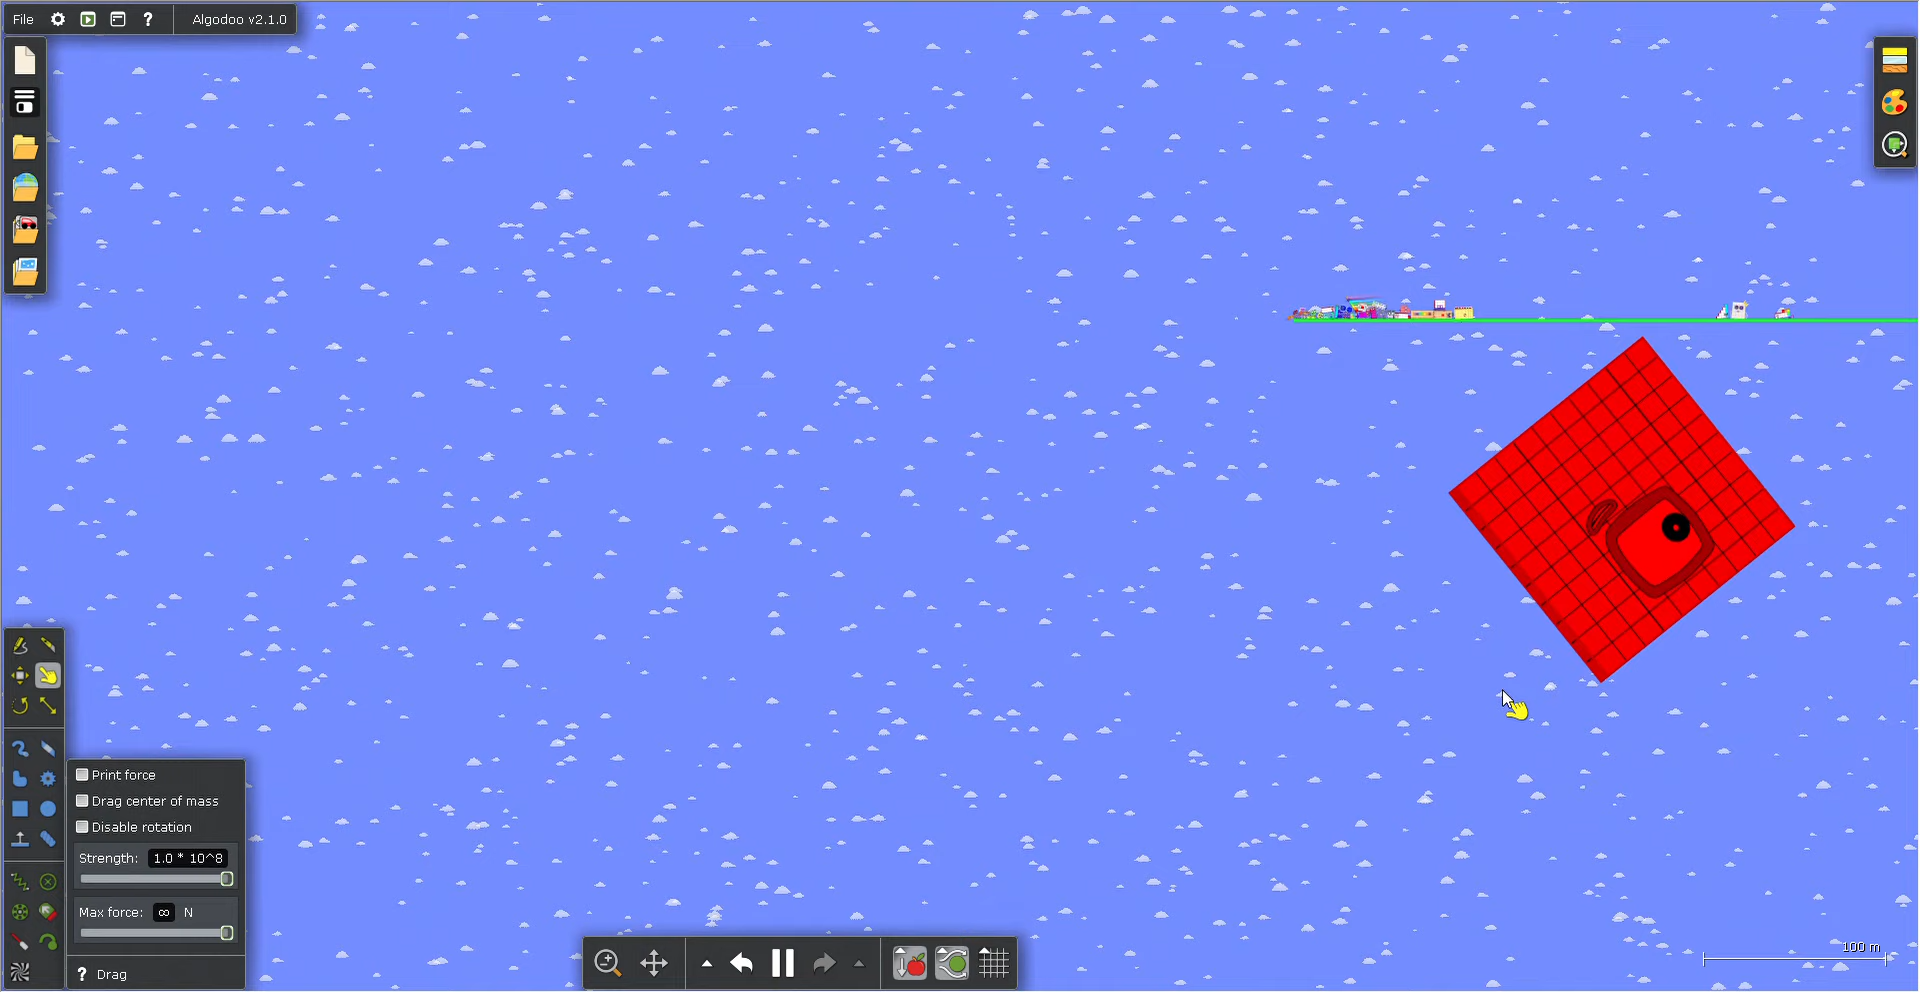 File ? Algodoo v2.1.0
Print force
Drag center of mass
Disable rotation
Strength: 1.0 * 10^8
Max force: ∞ N
? Drag
100 m